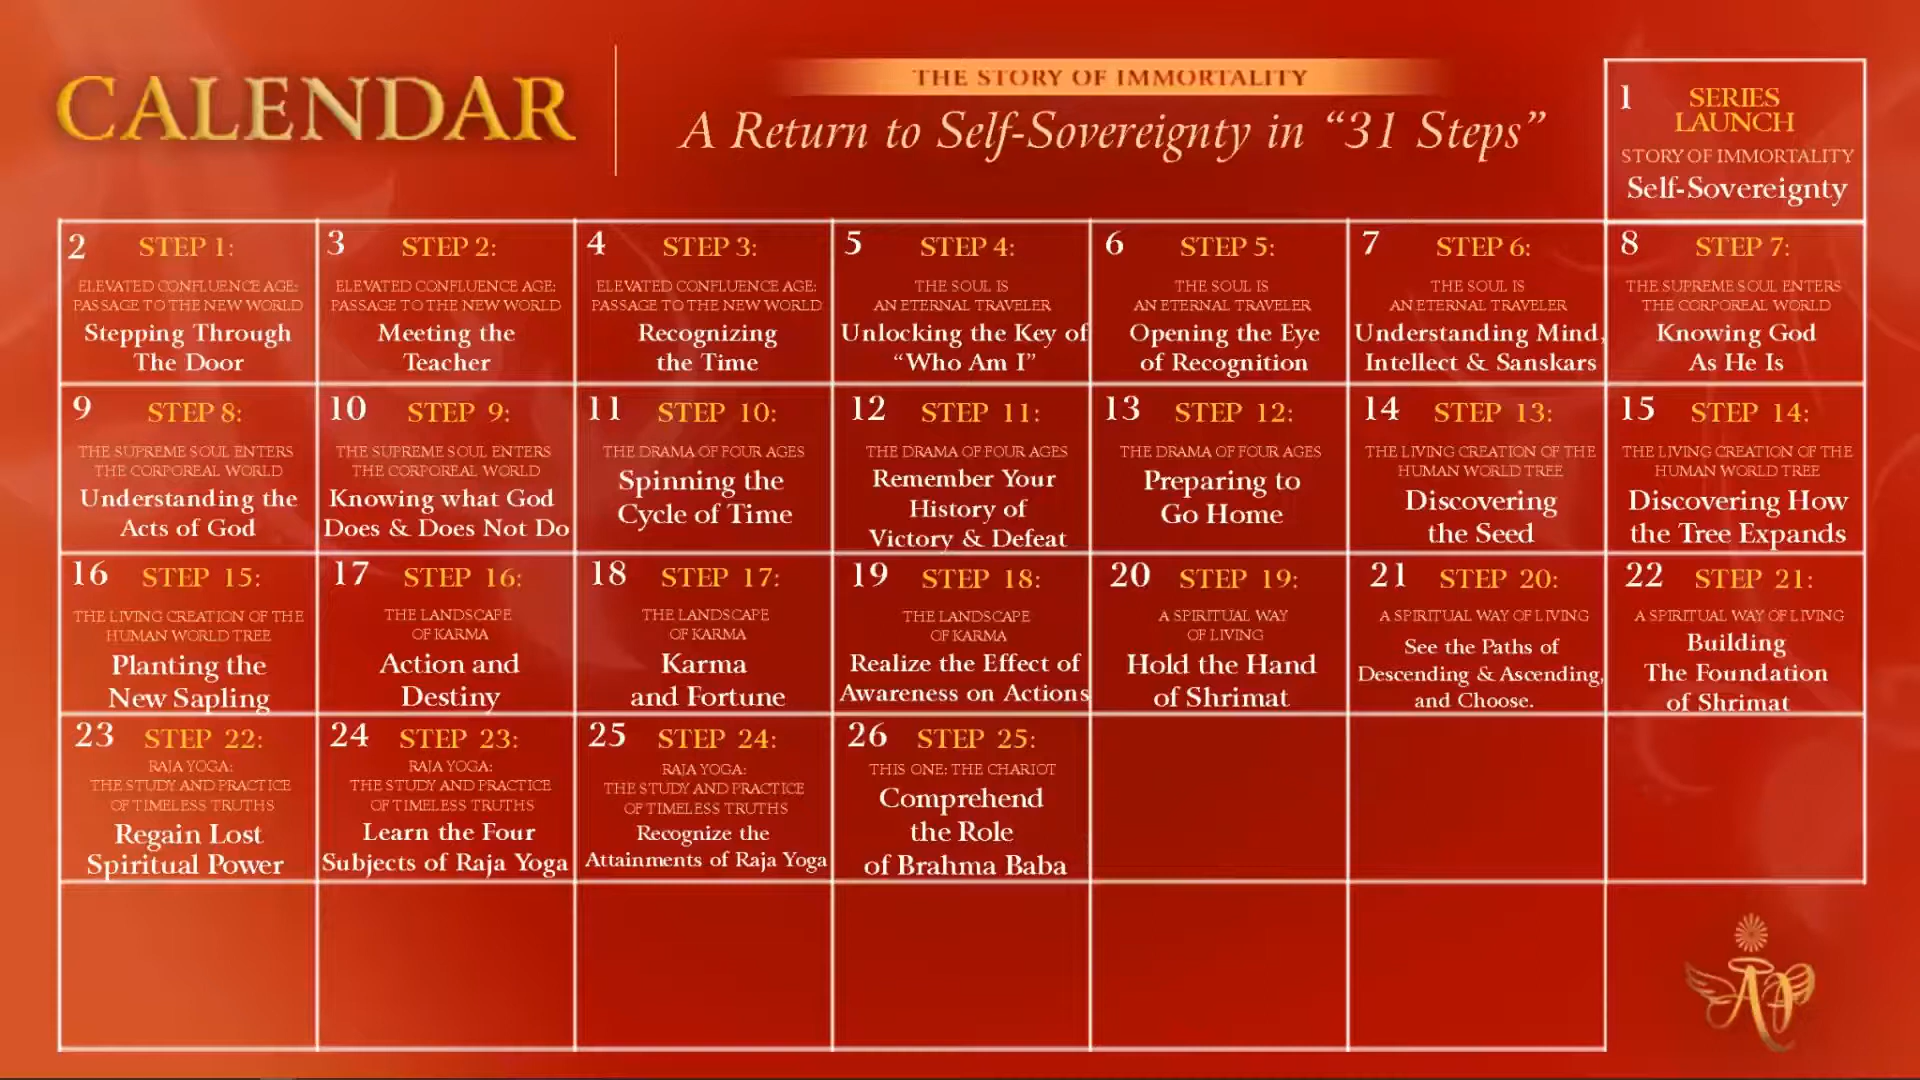 CALENDAR
THE STORY OF IMMORTALITY
A Return to Self-Sovereignty in “31 Steps”
1
SERIES
LAUNCH
STORY OF IMMORTALITY
Self-Sovereignty
2
STEP 1:
ELEVATED CONFLUENCE AGE:
PASSAGE TO THE NEW WORLD
Stepping Through
The Door
3
STEP 2:
ELEVATED CONFLUENCE AGE:
PASSAGE TO THE NEW WORLD
Meeting the
Teacher
4
STEP 3:
ELEVATED CONFLUENCE AGE:
PASSAGE TO THE NEW WORLD
Recognizing
the Time
5
STEP 4:
THE SOUL IS
AN ETERNAL TRAVELER
Unlocking the Key of
“Who Am I”
6
STEP 5:
THE SOUL IS
AN ETERNAL TRAVELER
Opening the Eye
of Recognition
7
STEP 6:
THE SOUL IS
AN ETERNAL TRAVELER
Understanding Mind,
Intellect & Sanskars
8
STEP 7:
THE SUPREME SOUL ENTERS
THE CORPOREAL WORLD
Knowing God
As He Is
9
STEP 8:
THE SUPREME SOUL ENTERS
THE CORPOREAL WORLD
Understanding the
Acts of God
10
STEP 9:
THE SUPREME SOUL ENTERS
THE CORPOREAL WORLD
Knowing what God
Does & Does Not Do
11
STEP 10:
THE DRAMA OF FOUR AGES
Spinning the
Cycle of Time
12
STEP 11:
THE DRAMA OF FOUR AGES
Remember Your
History of
Victory & Defeat
13
STEP 12:
THE DRAMA OF FOUR AGES
Preparing to
Go Home
14
STEP 13:
THE LIVING CREATION OF THE
HUMAN WORLD TREE
Discovering
the Seed
15
STEP 14:
THE LIVING CREATION OF THE
HUMAN WORLD TREE
Discovering How
the Tree Expands
16
STEP 15:
THE LIVING CREATION OF THE
HUMAN WORLD TREE
Planting the
New Sapling
17
STEP 16:
THE LANDSCAPE
OF KARMA
Action and
Destiny
18
STEP 17:
THE LANDSCAPE
OF KARMA
Karma
and Fortune
19
STEP 18:
THE LANDSCAPE
OF KARMA
Realize the Effect of
Awareness on Actions
20
STEP 19:
A SPIRITUAL WAY
OF LIVING
Hold the Hand
of Shrimat
21
STEP 20:
A SPIRITUAL WAY OF LIVING
See the Paths of
Descending & Ascending,
and Choose.
22
STEP 21:
A SPIRITUAL WAY OF LIVING
Building
The Foundation
of Shrimat
23
STEP 22:
RAJA YOGA:
THE STUDY AND PRACTICE
OF TIMELESS TRUTHS
Regain Lost
Spiritual Power
24
STEP 23:
RAJA YOGA:
THE STUDY AND PRACTICE
OF TIMELESS TRUTHS
Learn the Four
Subjects of Raja Yoga
25
STEP 24:
RAJA YOGA:
THE STUDY AND PRACTICE
OF TIMELESS TRUTHS
Recognize the
Attainments of Raja Yoga
26
STEP 25:
THIS ONE: THE CHARIOT
Comprehend
the Role
of Brahma Baba